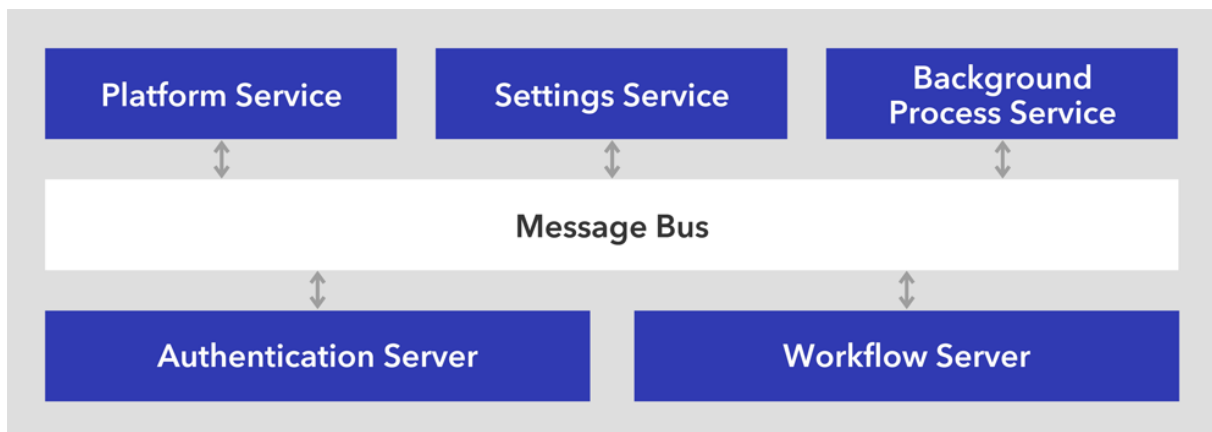 Platform Service
Settings Service
Background
Process Service
Message Bus
Authentication Server
Workflow Server